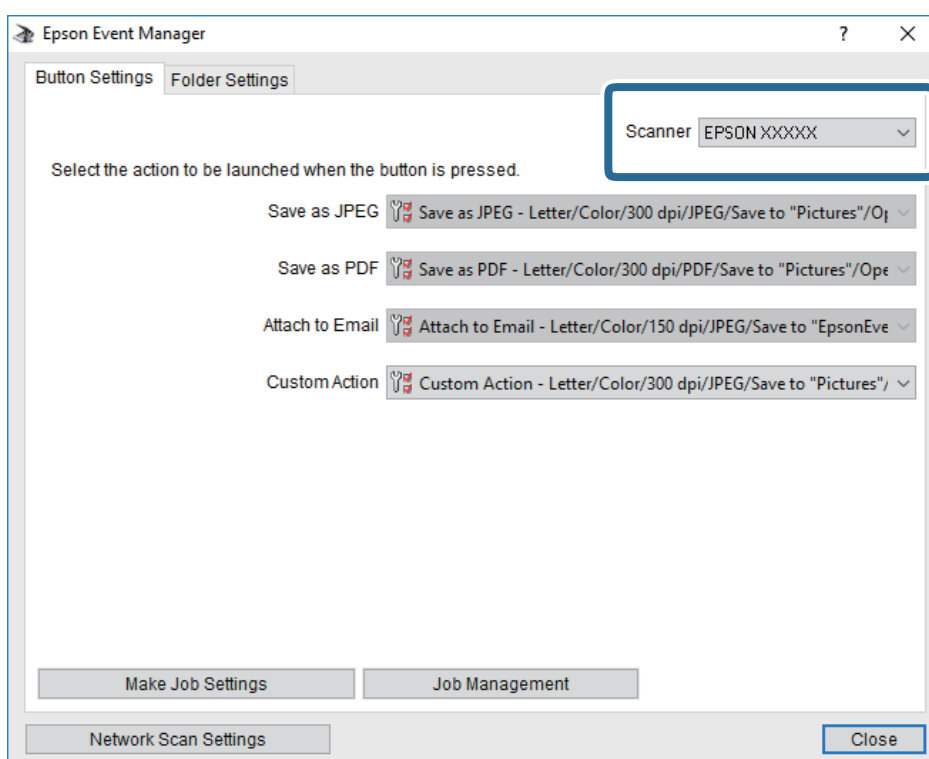 Epson Event Manager
Button Settings Folder Settings
Scanner EPSON XXXXX
Select the action to be launched when the button is pressed.
Save as JPEG Save as JPEG - Letter/Color/300 dpi/JPEG/Save to "Pictures"/Op
Save as PDF Save as PDF - Letter/Color/300 dpi/PDF/Save to "Pictures"/Ope
Attach to Email Attach to Email - Letter/Color/150 dpi/JPEG/Save to "EpsonEve
Custom Action Custom Action - Letter/Color/300 dpi/JPEG/Save to "Pictures"/
Make Job Settings Job Management
Network Scan Settings Close